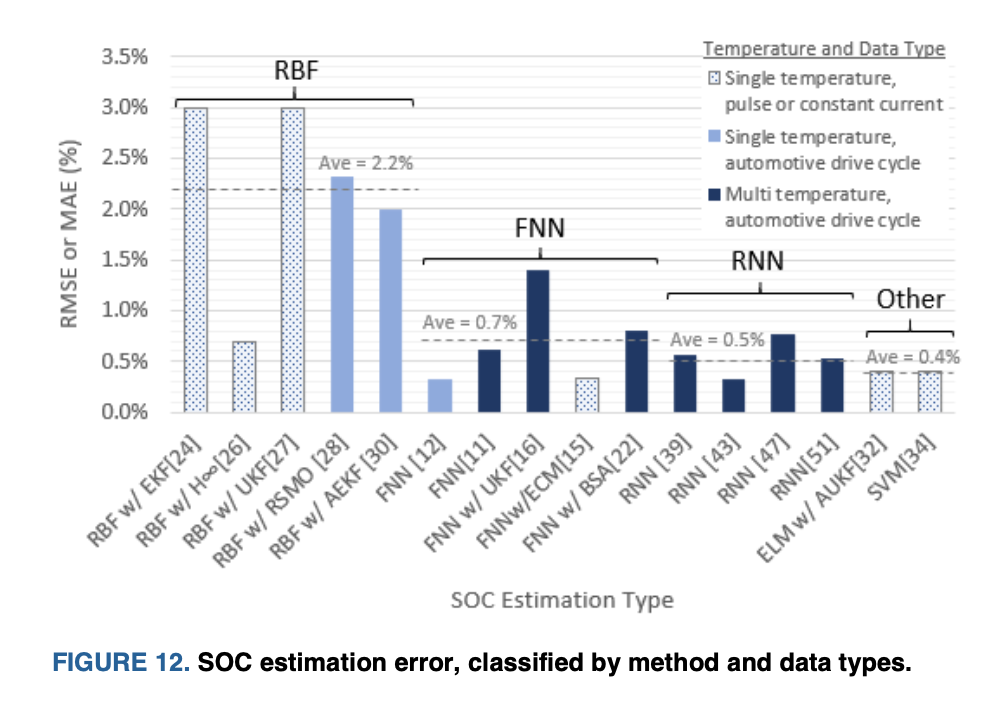 3.5%
3.0%
2.5%
2.0%
1.5%
1.0%
0.5%
0.0%
RMSE or MAE (%)
RBF
Ave = 2.2%
FNN
Ave = 0.7%
RNN
Ave = 0.5%
Other
Ave = 0.4%
Temperature and Data Type
Single temperature,
pulse or constant current
Single temperature,
automotive drive cycle
Multi temperature,
automotive drive cycle
RBF w/ EKF[24]
RBF w/ H∞[26]
RBF w/ UKF[27]
RBF w/ RSMO [28]
RBF w/ AEKF [30]
FNN [12]
FNN[11]
FNN w/ UKF[16]
FNNw/ECM[15]
FNN w/ BSA[22]
RNN [39]
RNN [43]
RNN [47]
RNN[51]
ELM w/ AUKF[32]
SVM[34]
SOC Estimation Type
FIGURE 12. SOC estimation error, classified by method and data types.